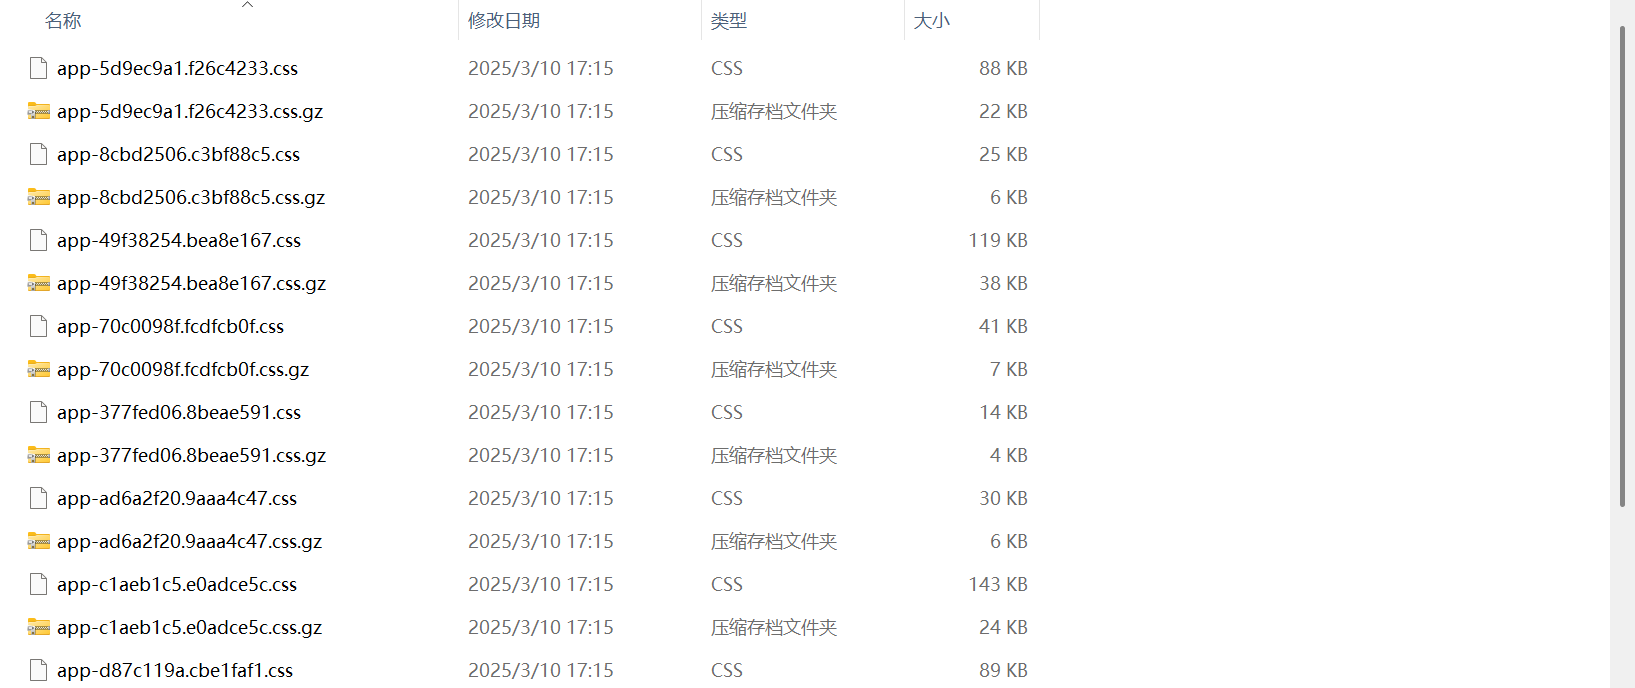 名称 修改日期 类型 大小
app-5d9ec9a1.f26c4233.css 2025/3/10 17:15 CSS 88 KB
app-5d9ec9a1.f26c4233.css.gz 2025/3/10 17:15 压缩存档文件夹 22 KB
app-8cbd2506.c3bf88c5.css 2025/3/10 17:15 CSS 25 KB
app-8cbd2506.c3bf88c5.css.gz 2025/3/10 17:15 压缩存档文件夹 6 KB
app-49f38254.bea8e167.css 2025/3/10 17:15 CSS 119 KB
app-49f38254.bea8e167.css.gz 2025/3/10 17:15 压缩存档文件夹 38 KB
app-70c0098f.fcdfcb0f.css 2025/3/10 17:15 CSS 41 KB
app-70c0098f.fcdfcb0f.css.gz 2025/3/10 17:15 压缩存档文件夹 7 KB
app-377fed06.8beae591.css 2025/3/10 17:15 CSS 14 KB
app-377fed06.8beae591.css.gz 2025/3/10 17:15 压缩存档文件夹 4 KB
app-ad6a2f20.9aaa4c47.css 2025/3/10 17:15 CSS 30 KB
app-ad6a2f20.9aaa4c47.css.gz 2025/3/10 17:15 压缩存档文件夹 6 KB
app-c1aeb1c5.e0adce5c.css 2025/3/10 17:15 CSS 143 KB
app-c1aeb1c5.e0adce5c.css.gz 2025/3/10 17:15 压缩存档文件夹 24 KB
app-d87c119a.cbe1faf1.css 2025/3/10 17:15 CSS 89 KB